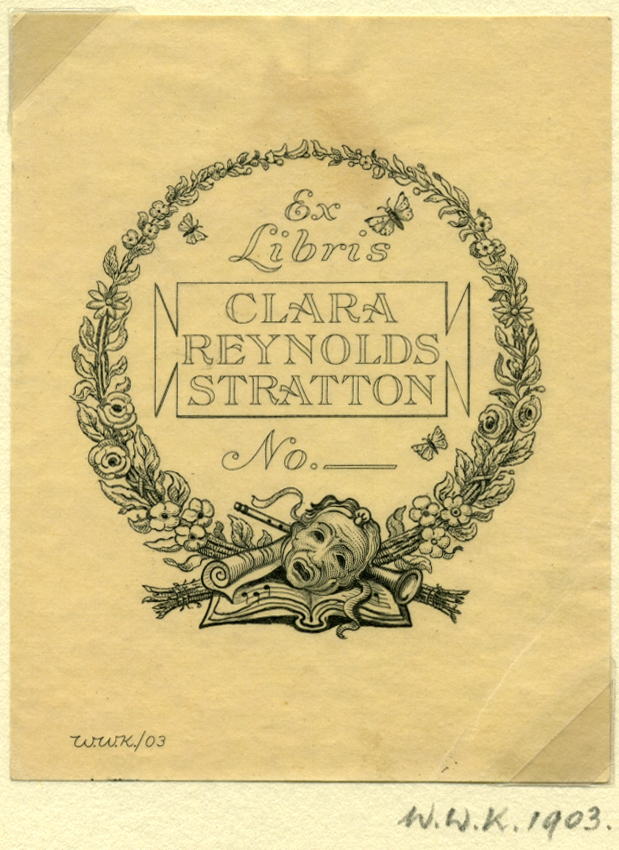 Ex
Libris
CLARA
REYNOLDS
STRATTON
No.
W.W.K./03
W.W.K. 1903.